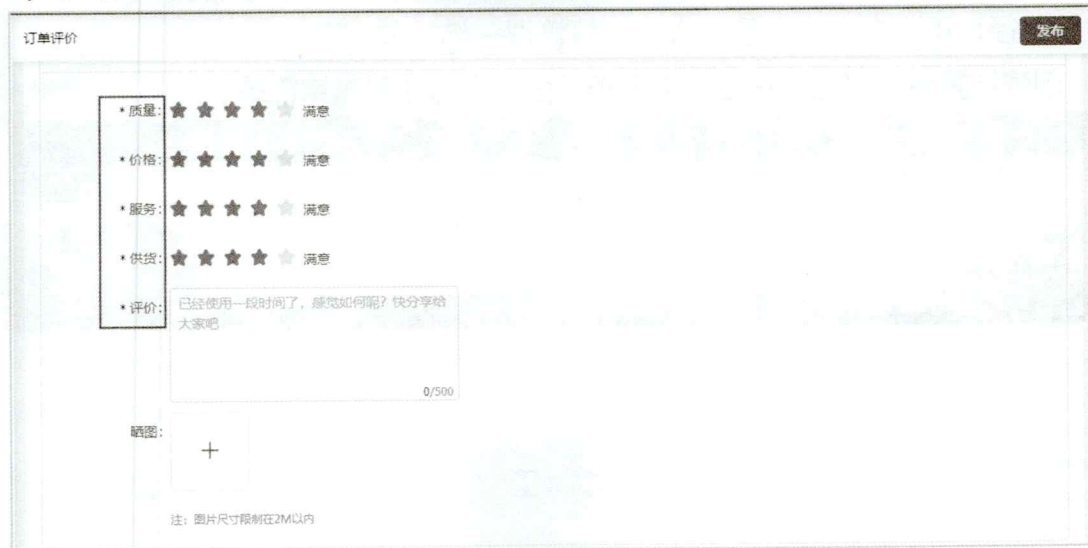 订单评价
发布
*质量: 满意
*价格: 满意
*服务: 满意
*供货: 满意
*评价: 已经使用一段时间了，感觉如何呢？快分享给
大家吧
0/500
晒图:
+
注：图片尺寸限制在2M以内